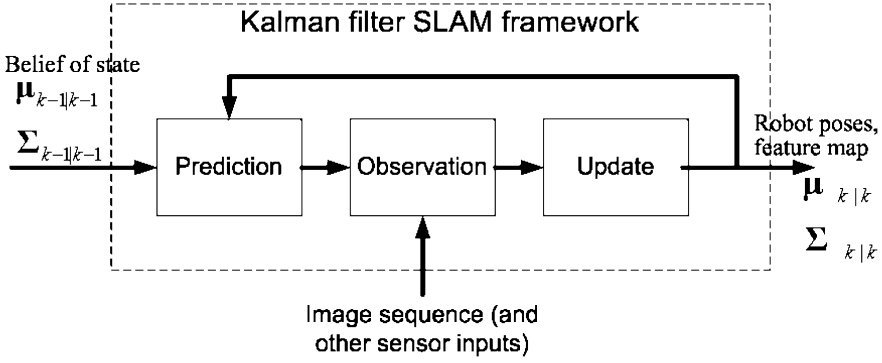 Kalman filter SLAM framework
Belief of state
μ k−1|k−1
Σ k−1|k−1
Prediction
Observation
Update
Robot poses,
feature map
μ k|k
Σ k|k
Image sequence (and
other sensor inputs)